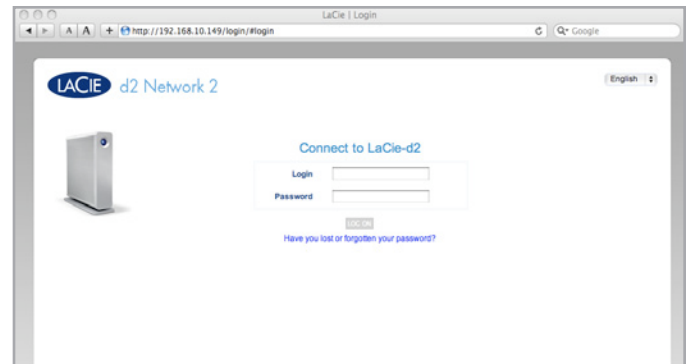 LaCie | Login
A A + http://192.168.10.149/login/#login Q Google
LACIE d2 Network 2
English
Connect to LaCie-d2
Login
Password
LOG ON
Have you lost or forgotten your password?